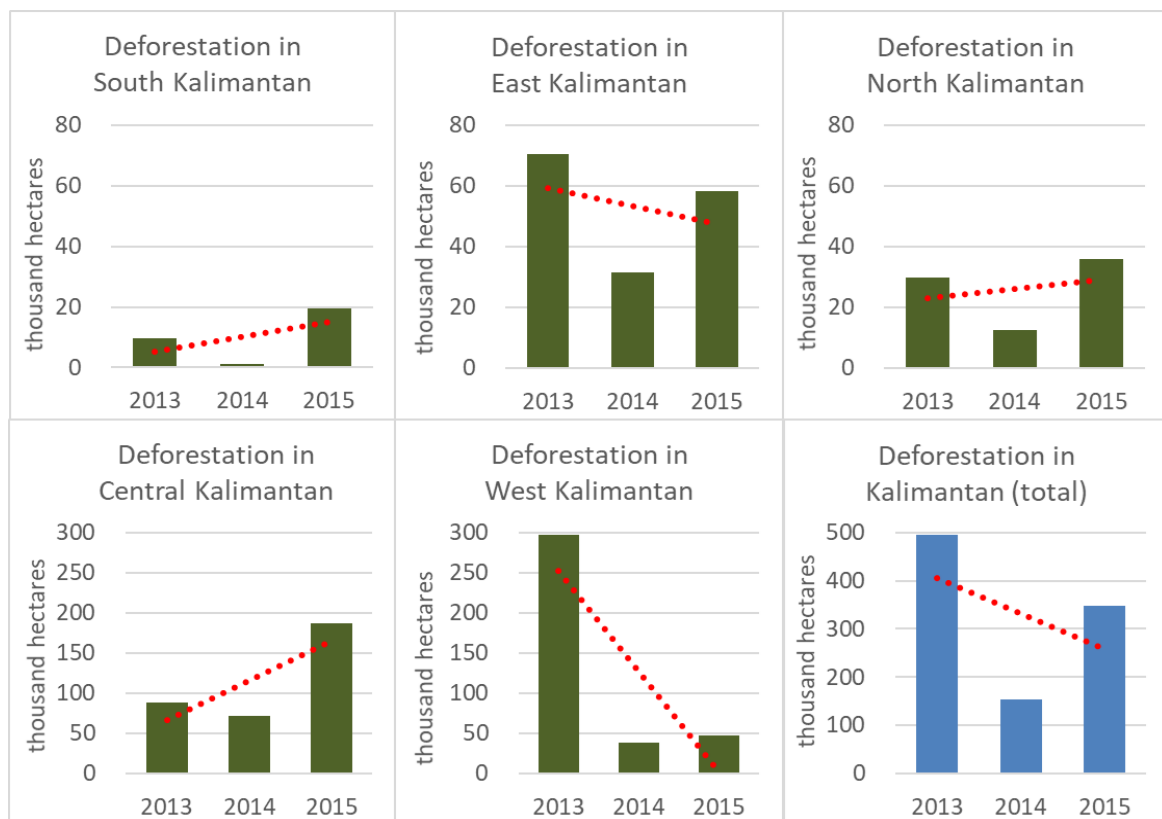 Deforestation in
South Kalimantan
thousand hectares
80
60
40
20
0
2013 2014 2015
Deforestation in
East Kalimantan
thousand hectares
80
60
40
20
0
2013 2014 2015
Deforestation in
North Kalimantan
thousand hectares
80
60
40
20
0
2013 2014 2015
Deforestation in
Central Kalimantan
thousand hectares
300
250
200
150
100
50
0
2013 2014 2015
Deforestation in
West Kalimantan
thousand hectares
300
250
200
150
100
50
0
2013 2014 2015
Deforestation in
Kalimantan (total)
thousand hectares
500
400
300
200
100
0
2013 2014 2015